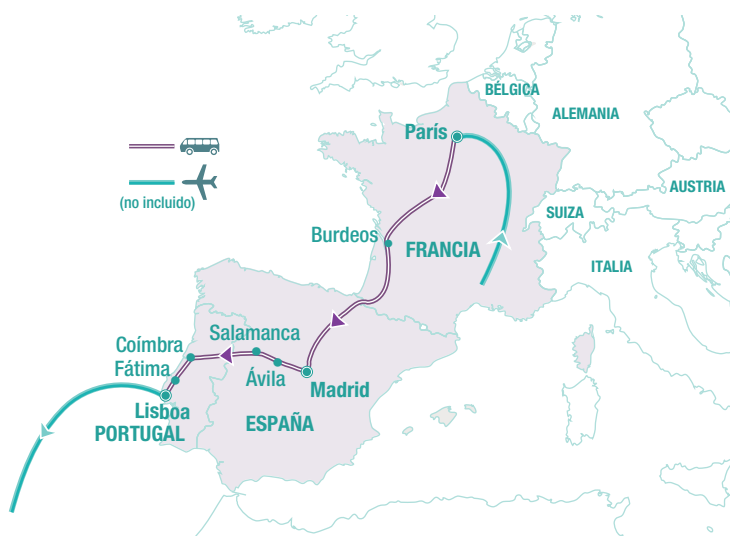 BÉLGICA
ALEMANIA
París
(no incluido)
AUSTRIA
SUIZA
Burdeos
FRANCIA
ITALIA
Salamanca
Coímbra
Fátima
Ávila
Madrid
Lisboa
PORTUGAL
ESPAÑA